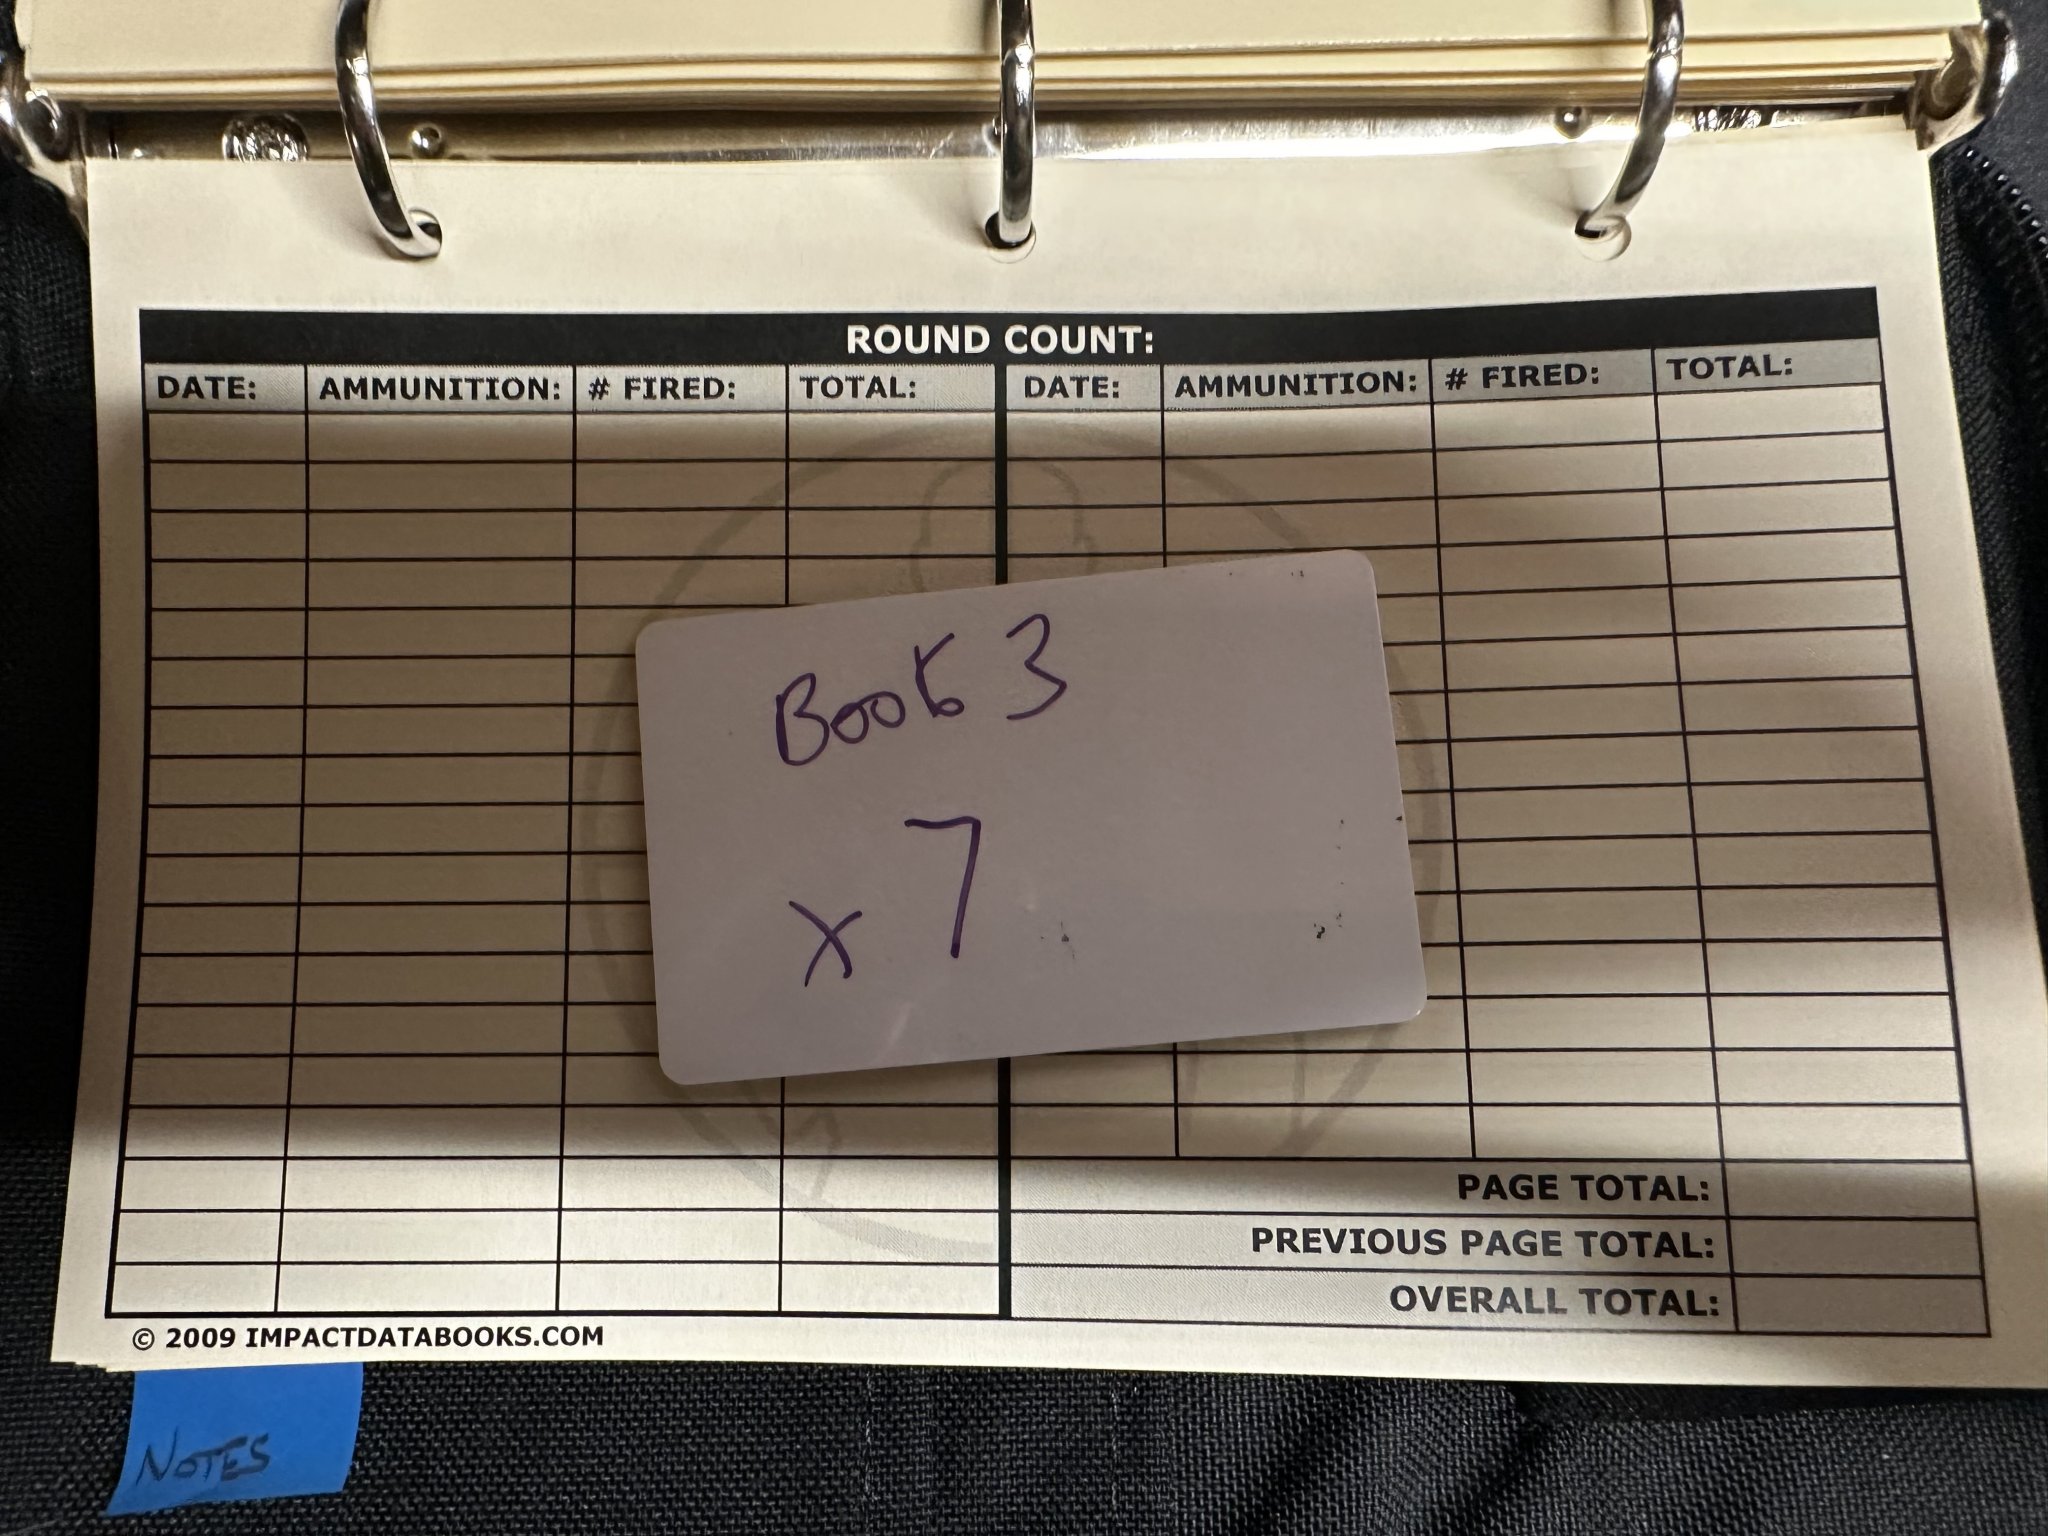 ROUND COUNT:
DATE: AMMUNITION: # FIRED: TOTAL: DATE: AMMUNITION: # FIRED: TOTAL:
Book 3
x 7
PAGE TOTAL:
PREVIOUS PAGE TOTAL:
OVERALL TOTAL:
© 2009 IMPACTDATABOOKS.COM
NOTES